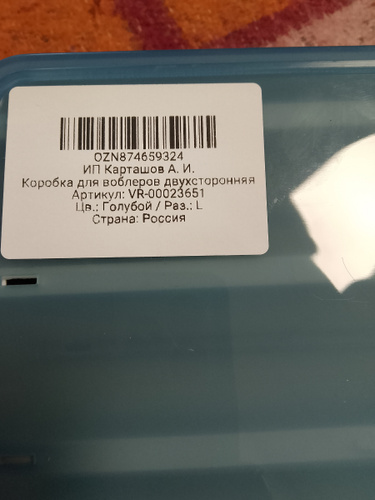 OZN874659324
ИП Карташов А. И.
Коробка для воблеров двухсторонняя
Артикул: VR-00023651
Цв.: Голубой / Раз.: L
Страна: Россия